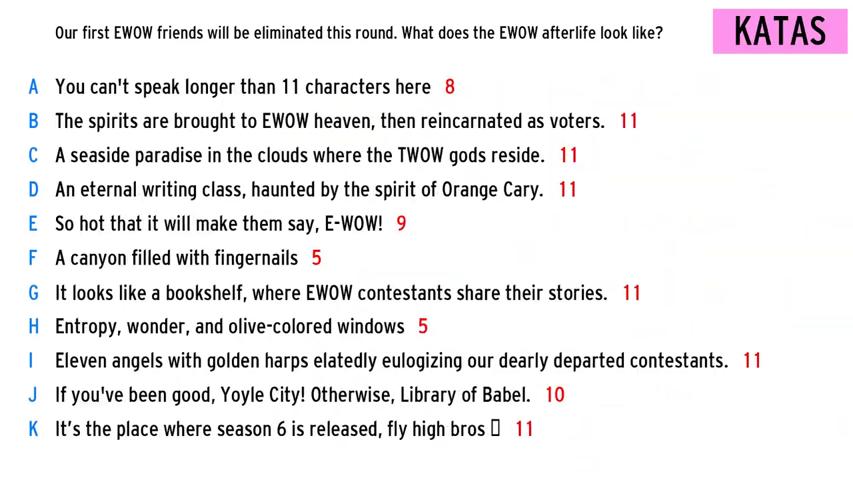 Our first EWOW friends will be eliminated this round. What does the EWOW afterlife look like?
KATAS
A You can't speak longer than 11 characters here 8
B The spirits are brought to EWOW heaven, then reincarnated as voters. 11
C A seaside paradise in the clouds where the TWOW gods reside. 11
D An eternal writing class, haunted by the spirit of Orange Cary. 11
E So hot that it will make them say, E-WOW! 9
F A canyon filled with fingernails 5
G It looks like a bookshelf, where EWOW contestants share their stories. 11
H Entropy, wonder, and olive-colored windows 5
I Eleven angels with golden harps elatedly eulogizing our dearly departed contestants. 11
J If you've been good, Yoyle City! Otherwise, Library of Babel. 10
K It’s the place where season 6 is released, fly high bros 11